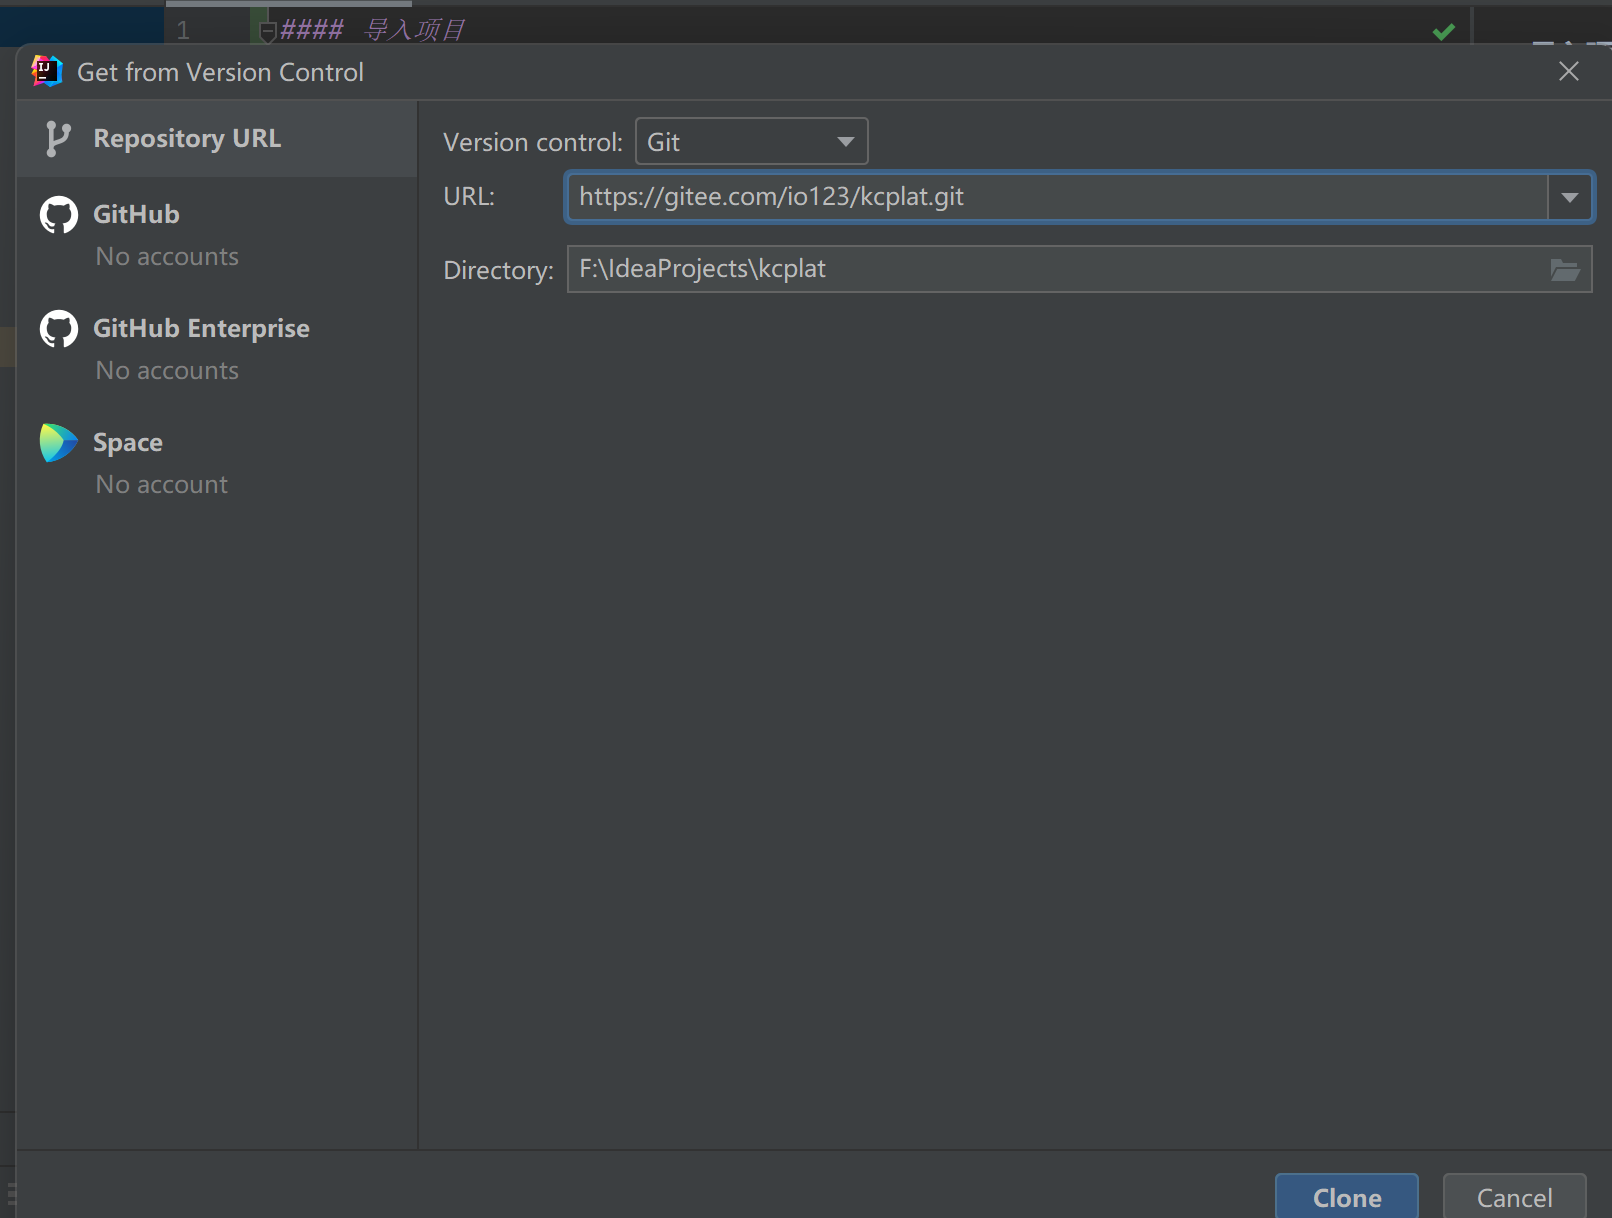 1 #### 导入项目
Get from Version Control
Repository URL
GitHub
No accounts
GitHub Enterprise
No accounts
Space
No account
Version control: Git
URL: https://gitee.com/io123/kcplat.git
Directory: F:\IdeaProjects\kcplat
Clone Cancel